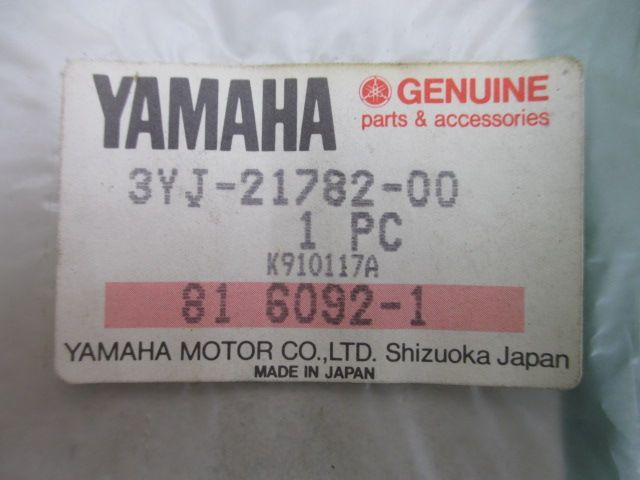 YAMAHA GENUINE
parts & accessories
3YJ-21782-00
1 PC
K910117A
81 6092-1
YAMAHA MOTOR CO.,LTD. Shizuoka Japan
MADE IN JAPAN